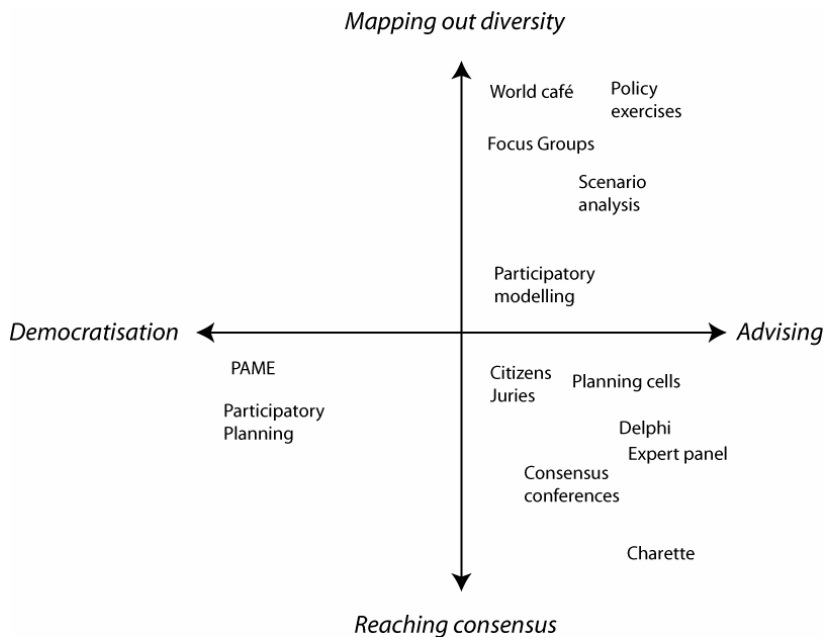 Mapping out diversity
World café
Policy
exercises
Focus Groups
Scenario
analysis
Participatory
modelling
Democratisation
Advising
PAME
Participatory
Planning
Citizens
Juries
Planning cells
Delphi
Expert panel
Consensus
conferences
Charette
Reaching consensus